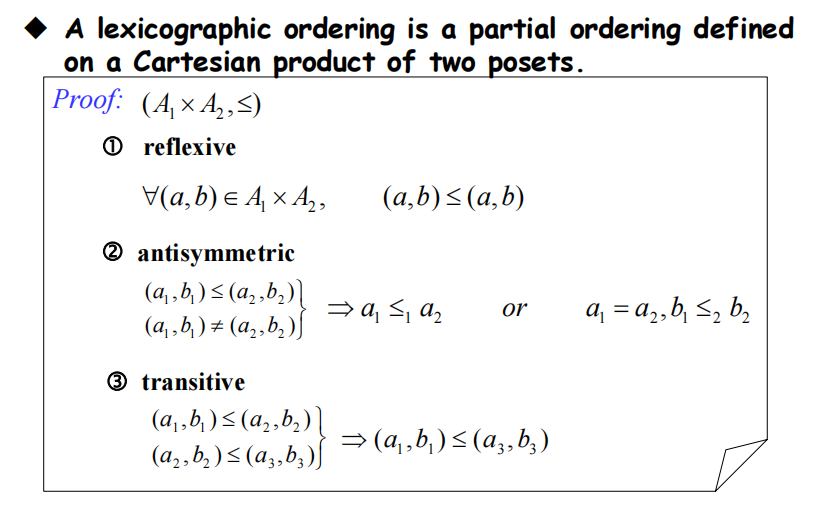 ◆ A lexicographic ordering is a partial ordering defined
on a Cartesian product of two posets.
Proof: (A₁ × A₂, ≤)
① reflexive
∀(a,b) ∈ A₁ × A₂, (a,b) ≤ (a,b)
② antisymmetric
(a₁,b₁) ≤ (a₂,b₂)
(a₁,b₁) ≠ (a₂,b₂)} ⇒ a₁ ≤₁ a₂ or a₁ = a₂, b₁ ≤₂ b₂
③ transitive
(a₁,b₁) ≤ (a₂,b₂)
(a₂,b₂) ≤ (a₃,b₃)} ⇒ (a₁,b₁) ≤ (a₃,b₃)